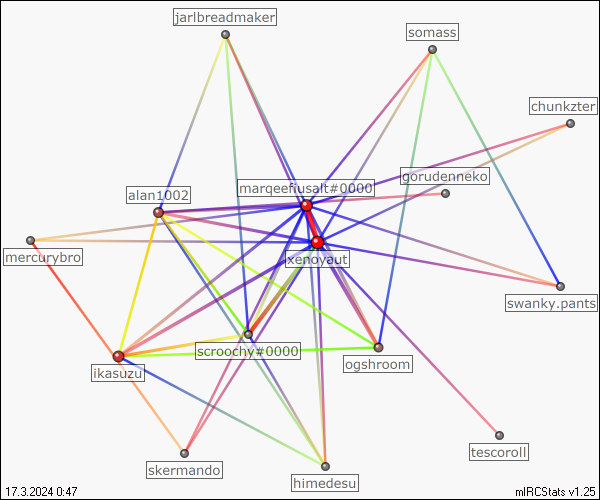 jarlbreadmaker
somass
chunkzter
gorudenneko
marqeefiusalt#0000
alan1002
mercurybro
xenoyaut
swanky.pants
scroochy#0000
ogshroom
ikasuzu
tescoroll
skermando
himedesu
17.3.2024 0:47
mIRCStats v1.25